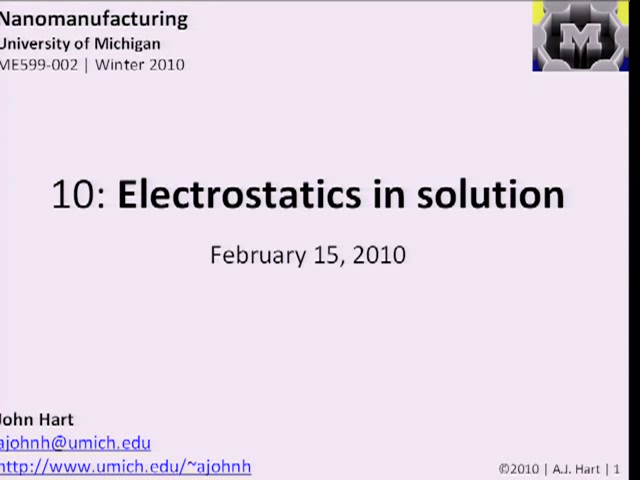 Nanomanufacturing
University of Michigan
ME599-002 | Winter 2010
M
10: Electrostatics in solution
February 15, 2010
John Hart
ajohnh@umich.edu
http://www.umich.edu/~ajohnh
©2010 | A.J. Hart | 1